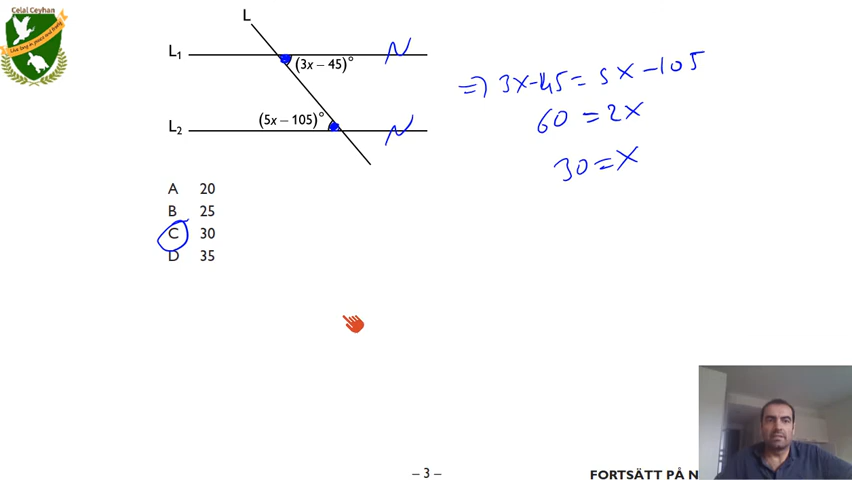 Celal Ceyhan
L
L₁
(3x – 45)°
(5x – 105)°
L₂
⇒ 3x-45 = 5x-105
60 = 2x
30 = x
A 20
B 25
C 30
D 35
– 3 –
FORTSÄTT PÅ N